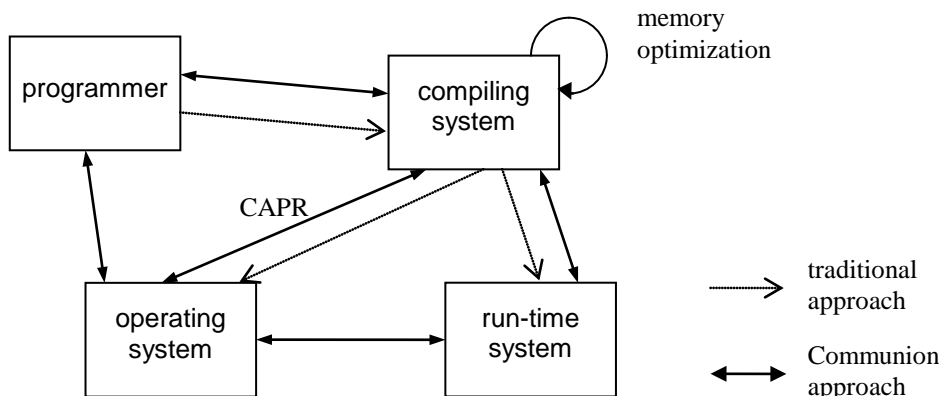 memory
optimization
programmer
compiling
system
CAPR
operating
system
run-time
system
traditional
approach
Communion
approach